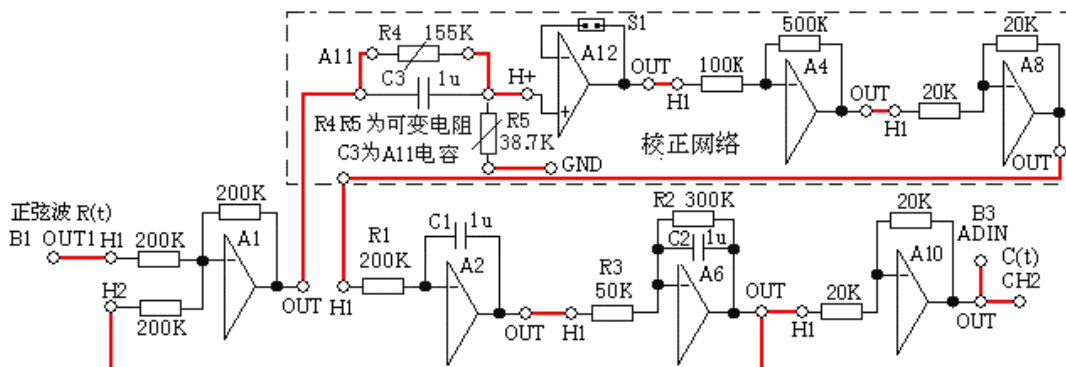 R4 155K
A11
C3 1u
H+
S1
A12
OUT
H1
100K
500K
A4
OUT
H1
20K
20K
A8
OUT
R4 R5为可变电阻
C3为A11电容
R5
38.7K
GND
校正网络
正弦波 R(t)
B1 OUT1 H1
200K
200K
A1
H2
200K
OUT
H1
R1
200K
C1 1u
A2
OUT
H1
R3
50K
R2 300K
C2 1u
A6
OUT
H1
20K
20K
A10
B3
ADIN
C(t)
CH2
OUT